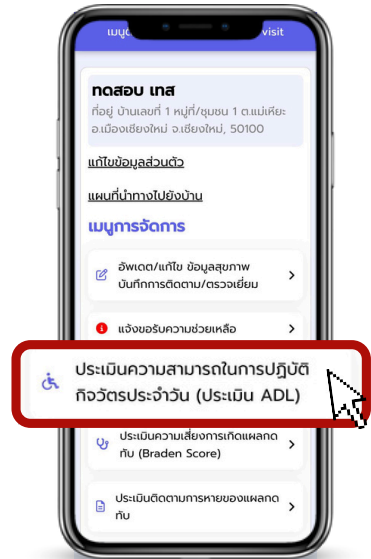 visit
ทดสอบ เทส
ที่อยู่ บ้านเลขที่ 1 หมู่ที่/ชุมชน 1 ต.แม่เหียะ
อ.เมืองเชียงใหม่ จ.เชียงใหม่, 50100
แก้ไขข้อมูลส่วนตัว
แผนที่นำทางไปยังบ้าน
เมนูการจัดการ
อัพเดต/แก้ไข ข้อมูลสุขภาพ
บันทึกการติดตาม/ตรวจเยี่ยม
แจ้งขอรับความช่วยเหลือ
ประเมินความสามารถในการปฏิบัติ
กิจวัตรประจำวัน (ประเมิน ADL)
ประเมินความเสี่ยงการเกิดแผลกด
ทับ (Braden Score)
ประเมินติดตามการหายของแผลกด
ทับ